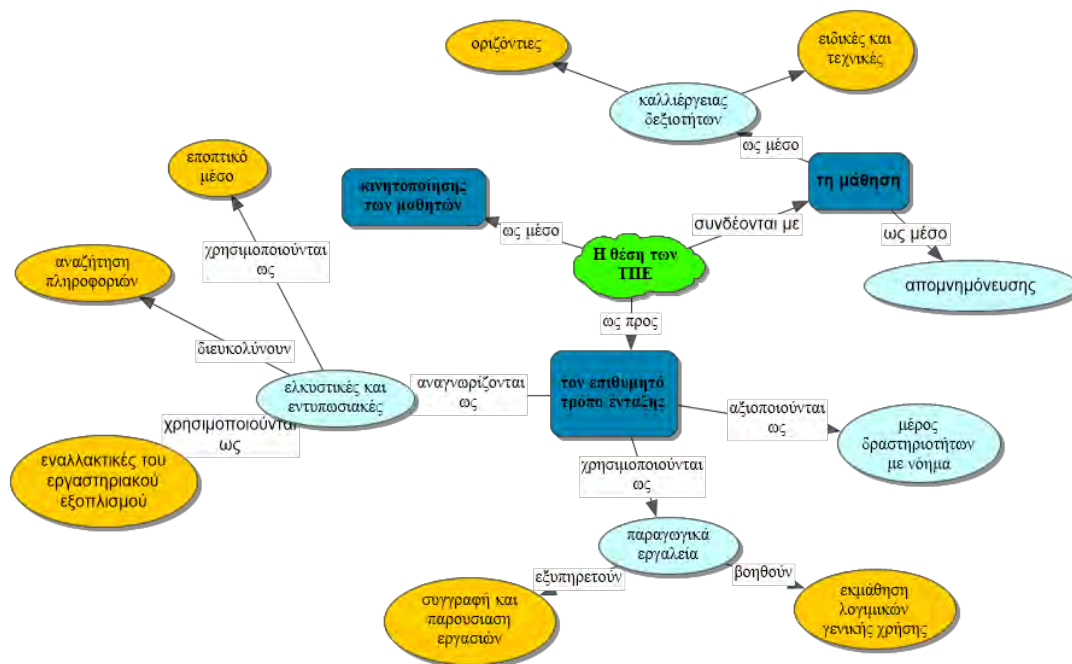 οριζόντιες
ειδικές και
τεχνικές
καλλιέργειας
δεξιοτήτων
ως μέσο
εποπτικό
μέσο
κινητοποίησης
των μαθητών
τη μάθηση
συνδέονται με
ως μέσο
ως μέσο
χρησιμοποιούνται
ως
Η θέση των
ΤΠΕ
αναζήτηση
πληροφοριών
απομνημόνευσης
ως προς
διευκολύνουν
ελκυστικές και
εντυπωσιακές
αναγνωρίζονται
ως
τον επιθυμητό
τρόπο ένταξης
αξιοποιούνται
ως
χρησιμοποιούνται
ως
μέρος
δραστηριοτήτων
με νόημα
εναλλακτικές του
εργαστηριακού
εξοπλισμού
χρησιμοποιούνται
ως
παραγωγικά
εργαλεία
εξυπηρετούν
βοηθούν
συγγραφή και
παρουσιαση
εργασιών
εκμάθηση
λογιμικών
γενικής χρήσης